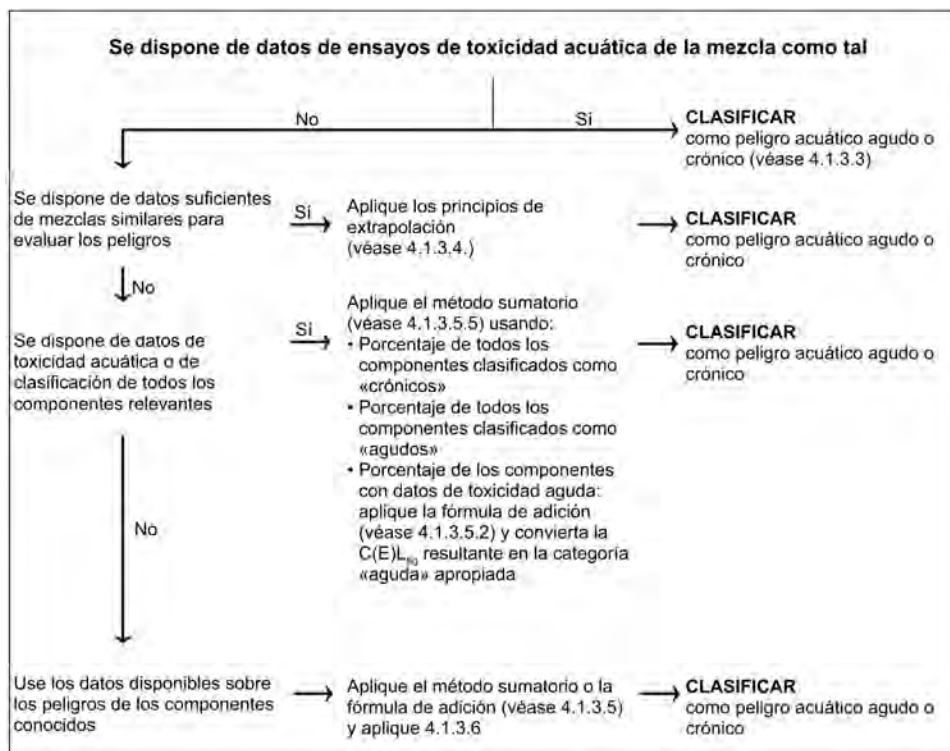 Se dispone de datos de ensayos de toxicidad acuática de la mezcla como tal
No
Sí
CLASIFICAR
como peligro acuático agudo o
crónico (véase 4.1.3.3)
Se dispone de datos suficientes
de mezclas similares para
evaluar los peligros
Sí
Aplique los principios de
extrapolación
(véase 4.1.3.4.)
CLASIFICAR
como peligro acuático agudo o
crónico
No
Se dispone de datos de
toxicidad acuática o de
clasificación de todos los
componentes relevantes
Sí
Aplique el método sumatorio
(véase 4.1.3.5.5) usando:
• Porcentaje de todos los
componentes clasificados como
«crónicos»
• Porcentaje de todos los
componentes clasificados como
«agudos»
• Porcentaje de los componentes
con datos de toxicidad aguda:
aplique la fórmula de adición
(véase 4.1.3.5.2) y convierta la
C(E)L50 resultante en la categoría
«aguda» apropiada
CLASIFICAR
como peligro acuático agudo o
crónico
No
Use los datos disponibles sobre
los peligros de los componentes
conocidos
Aplique el método sumatorio o la
fórmula de adición (véase 4.1.3.5)
y aplique 4.1.3.6
CLASIFICAR
como peligro acuático agudo o
crónico